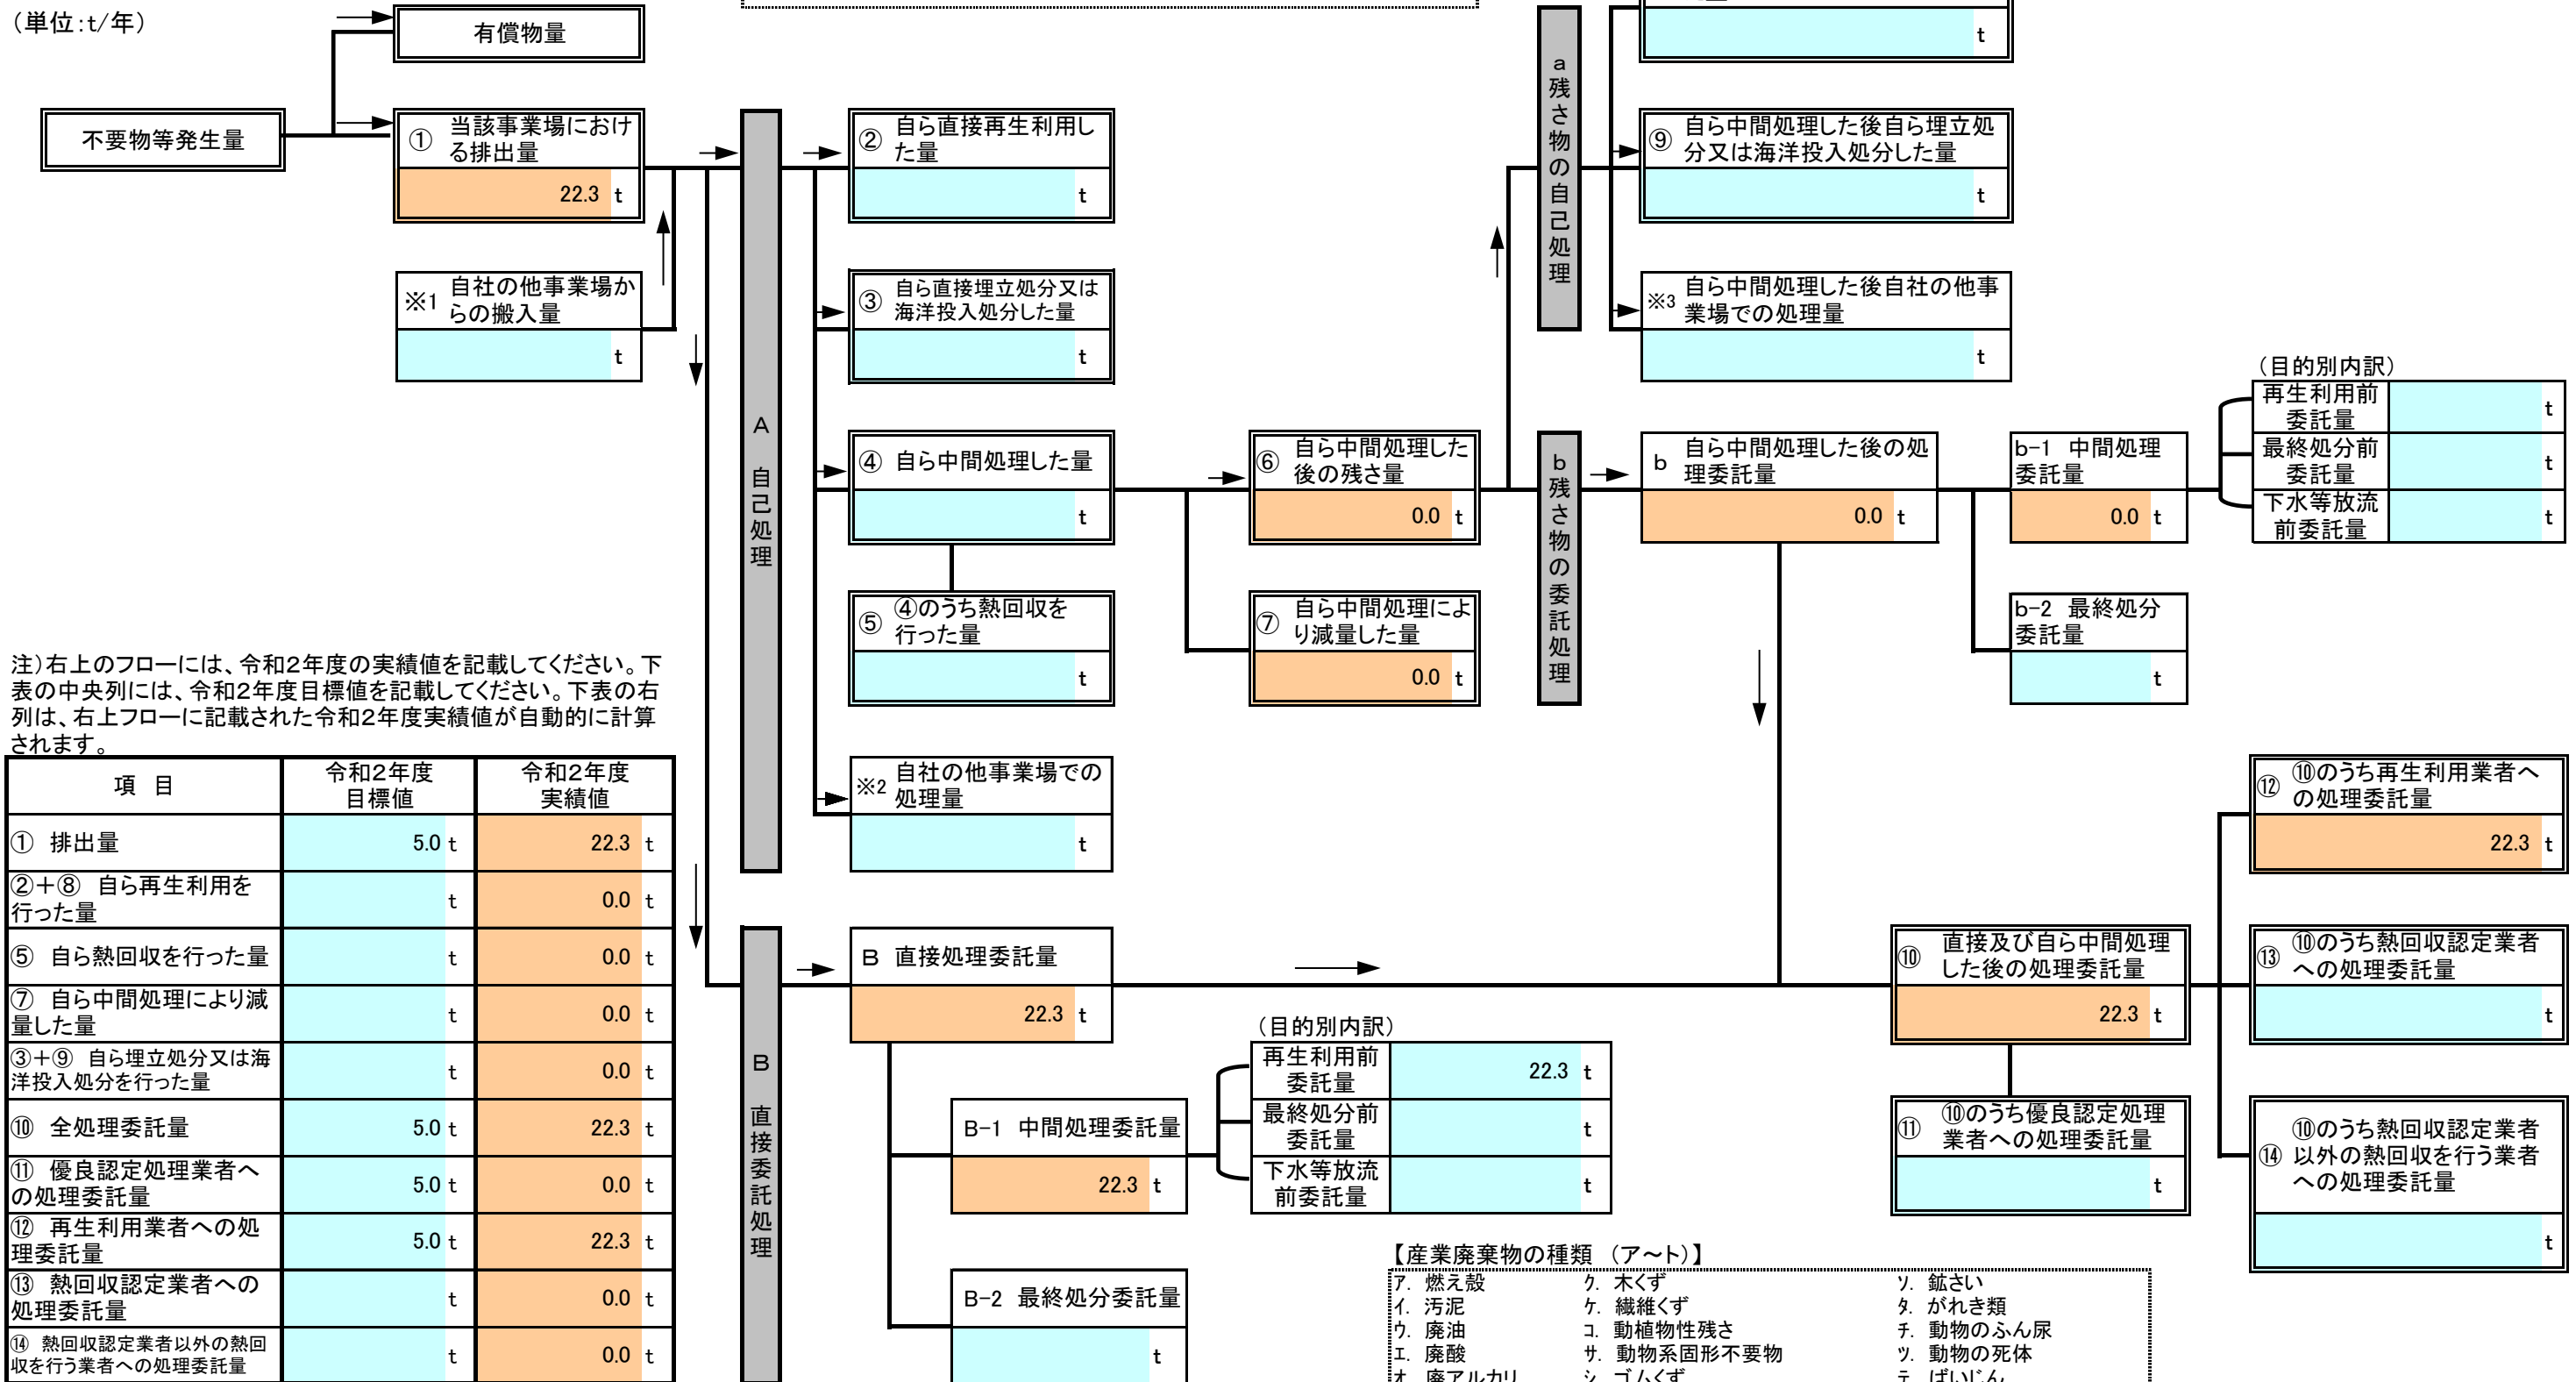 （単位：t/年）
有償物量
不要物等発生量
① 当該事業場におけ
る排出量
22.3 t
※1 自社の他事業場か
らの搬入量
t
A 自己処理
② 自ら直接再生利用し
た量
t
③ 自ら直接埋立処分又は
海洋投入処分した量
t
④ 自ら中間処理した量
t
⑤ ④のうち熱回収を
行った量
t
※2 自社の他事業場での
処理量
t
⑥ 自ら中間処理した
後の残さ量
0.0 t
⑦ 自ら中間処理によ
り減量した量
0.0 t
a 残さ物の自己処理
t
⑨ 自ら中間処理した後自ら埋立処
分又は海洋投入処分した量
t
※3 自ら中間処理した後自社の他事
業場での処理量
t
b 残さ物の委託処理
b 自ら中間処理した後の処
理委託量
0.0 t
b-1 中間処理
委託量
0.0 t
b-2 最終処分
委託量
t
（目的別内訳）
再生利用前
委託量
t
最終処分前
委託量
t
下水等放流
前委託量
t
注）右上のフローには、令和２年度の実績値を記載してください。下
表の中央列には、令和２年度目標値を記載してください。下表の右
列は、右上フローに記載された令和２年度実績値が自動的に計算
されます。
項 目
令和２年度
目標値
令和２年度
実績値
① 排出量
5.0 t
22.3 t
②＋⑧ 自ら再生利用を
行った量
t
0.0 t
⑤ 自ら熱回収を行った量
t
0.0 t
⑦ 自ら中間処理により減
量した量
t
0.0 t
③＋⑨ 自ら埋立処分又は海
洋投入処分を行った量
t
0.0 t
⑩ 全処理委託量
5.0 t
22.3 t
⑪ 優良認定処理業者へ
の処理委託量
5.0 t
0.0 t
⑫ 再生利用業者への処
理委託量
5.0 t
22.3 t
⑬ 熱回収認定業者への
処理委託量
t
0.0 t
⑭ 熱回収認定業者以外の熱回
収を行う業者への処理委託量
t
0.0 t
B 直接委託処理
B 直接処理委託量
22.3 t
B-1 中間処理委託量
22.3 t
B-2 最終処分委託量
t
（目的別内訳）
再生利用前
委託量
22.3 t
最終処分前
委託量
t
下水等放流
前委託量
t
⑩ 直接及び自ら中間処理
した後の処理委託量
22.3 t
⑪ ⑩のうち優良認定処理
業者への処理委託量
t
⑫ ⑩のうち再生利用業者へ
の処理委託量
22.3 t
⑬ ⑩のうち熱回収認定業者
への処理委託量
t
⑭ ⑩のうち熱回収認定業者
以外の熱回収を行う業者
への処理委託量
t
【産業廃棄物の種類 （ア～ト）】
ア. 燃え殻 ク. 木くず ソ. 鉱さい
イ. 汚泥 ケ. 繊維くず タ. がれき類
ウ. 廃油 コ. 動植物性残さ チ. 動物のふん尿
エ. 廃酸 サ. 動物系固形不要物 ツ. 動物の死体
オ. 廃アルカリ シ. ゴムくず テ. ばいじん